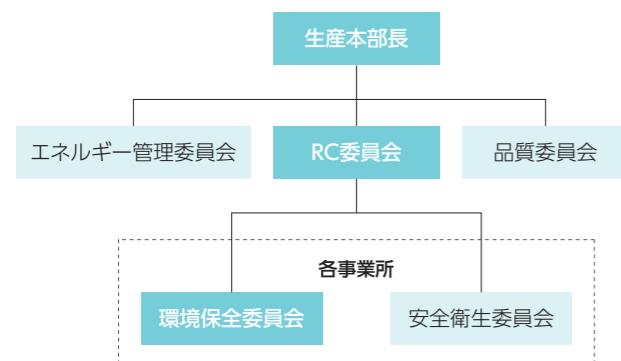 生産本部長
エネルギー管理委員会
RC委員会
品質委員会
各事業所
環境保全委員会
安全衛生委員会